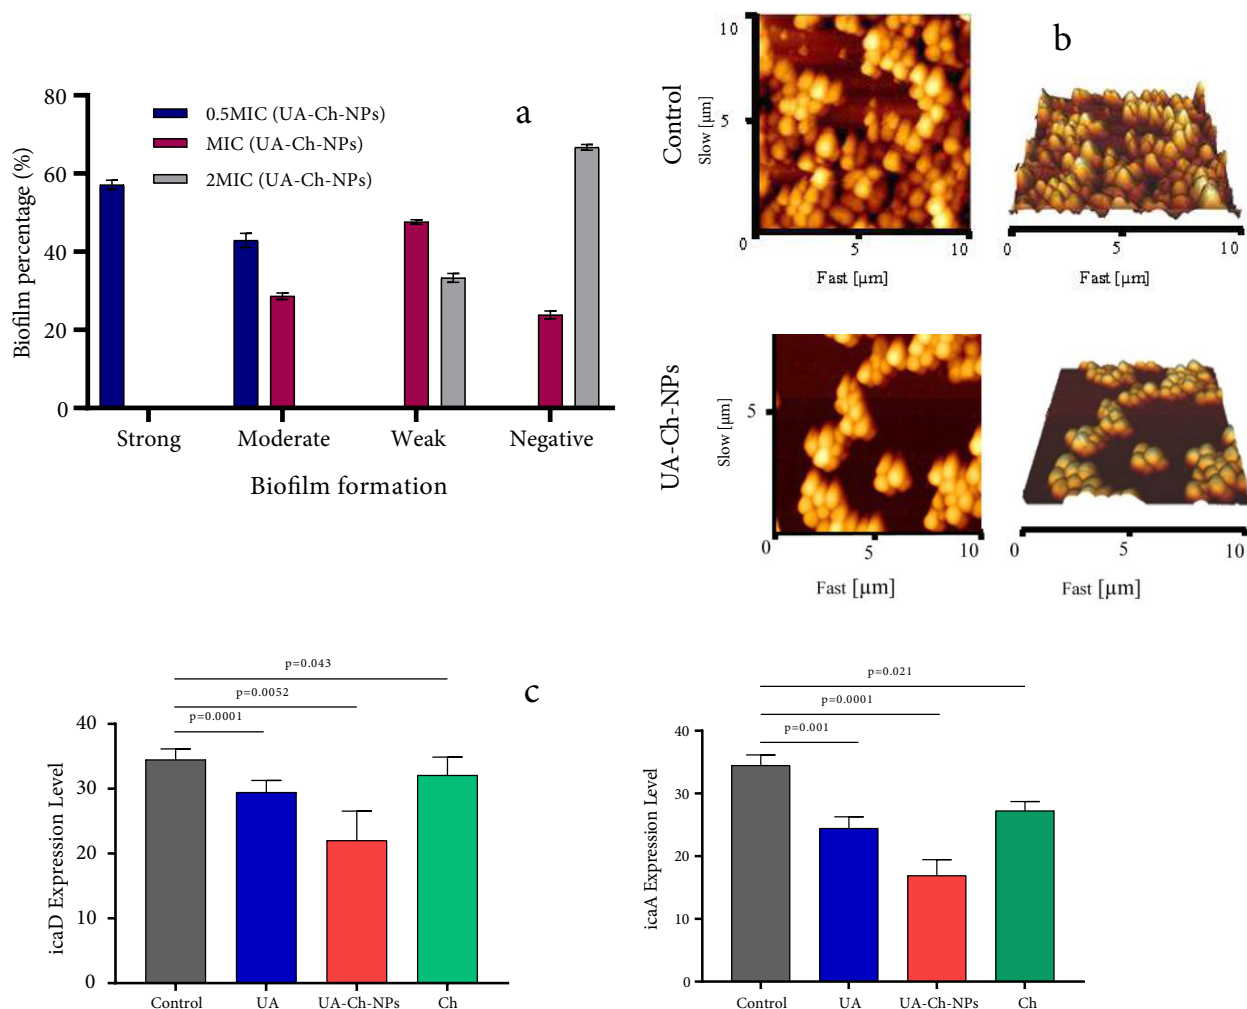 a
80
60
40
20
0
Biofilm percentage (%)
0.5MIC (UA-Ch-NPs)
MIC (UA-Ch-NPs)
2MIC (UA-Ch-NPs)
Strong Moderate Weak Negative
Biofilm formation
b
Control
Slow [μm]
10
5
0 5 10
Fast [μm]
0 5 10
Fast [μm]
UA-Ch-NPs
Slow [μm]
5
0 5 10
Fast [μm]
0 5 10
Fast [μm]
c
p=0.043
p=0.0052
p=0.0001
40
30
20
10
0
icaD Expression Level
Control UA UA-Ch-NPs Ch
p=0.021
p=0.0001
p=0.001
40
30
20
10
0
icaA Expression Level
Control UA UA-Ch-NPs Ch